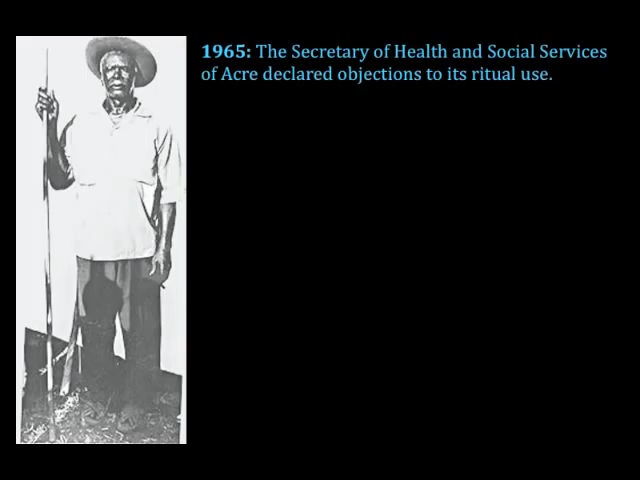 1965: The Secretary of Health and Social Services
of Acre declared objections to its ritual use.